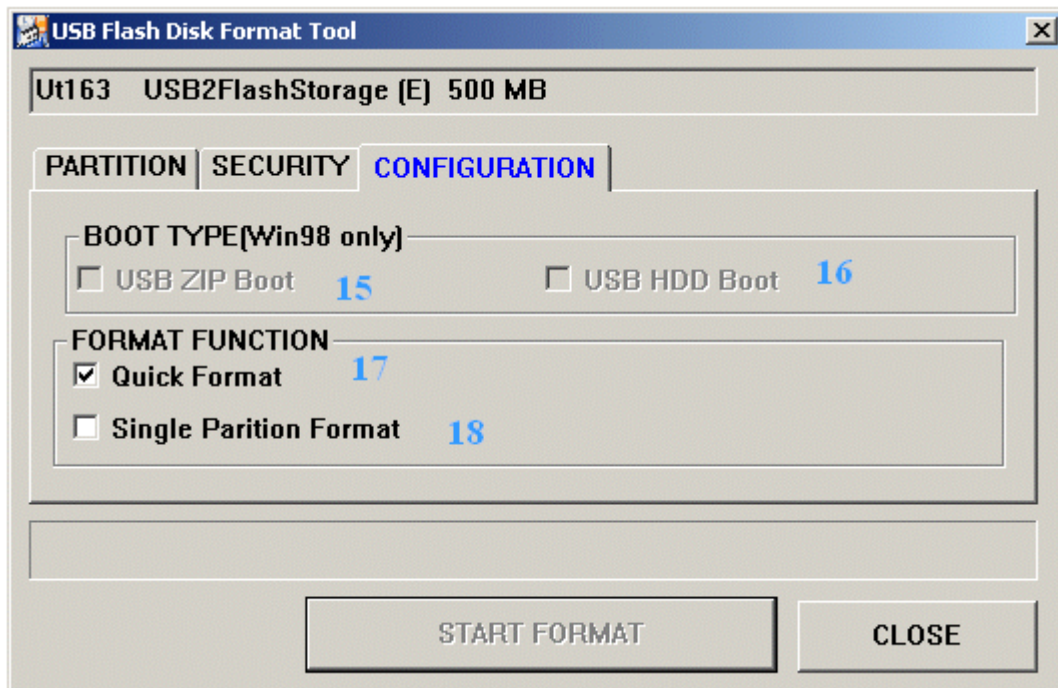 USB Flash Disk Format Tool
Ut163 USB2FlashStorage (E) 500 MB
PARTITION SECURITY CONFIGURATION
BOOT TYPE(Win98 only)
USB ZIP Boot 15 USB HDD Boot 16
FORMAT FUNCTION
Quick Format 17
Single Parition Format 18
START FORMAT CLOSE